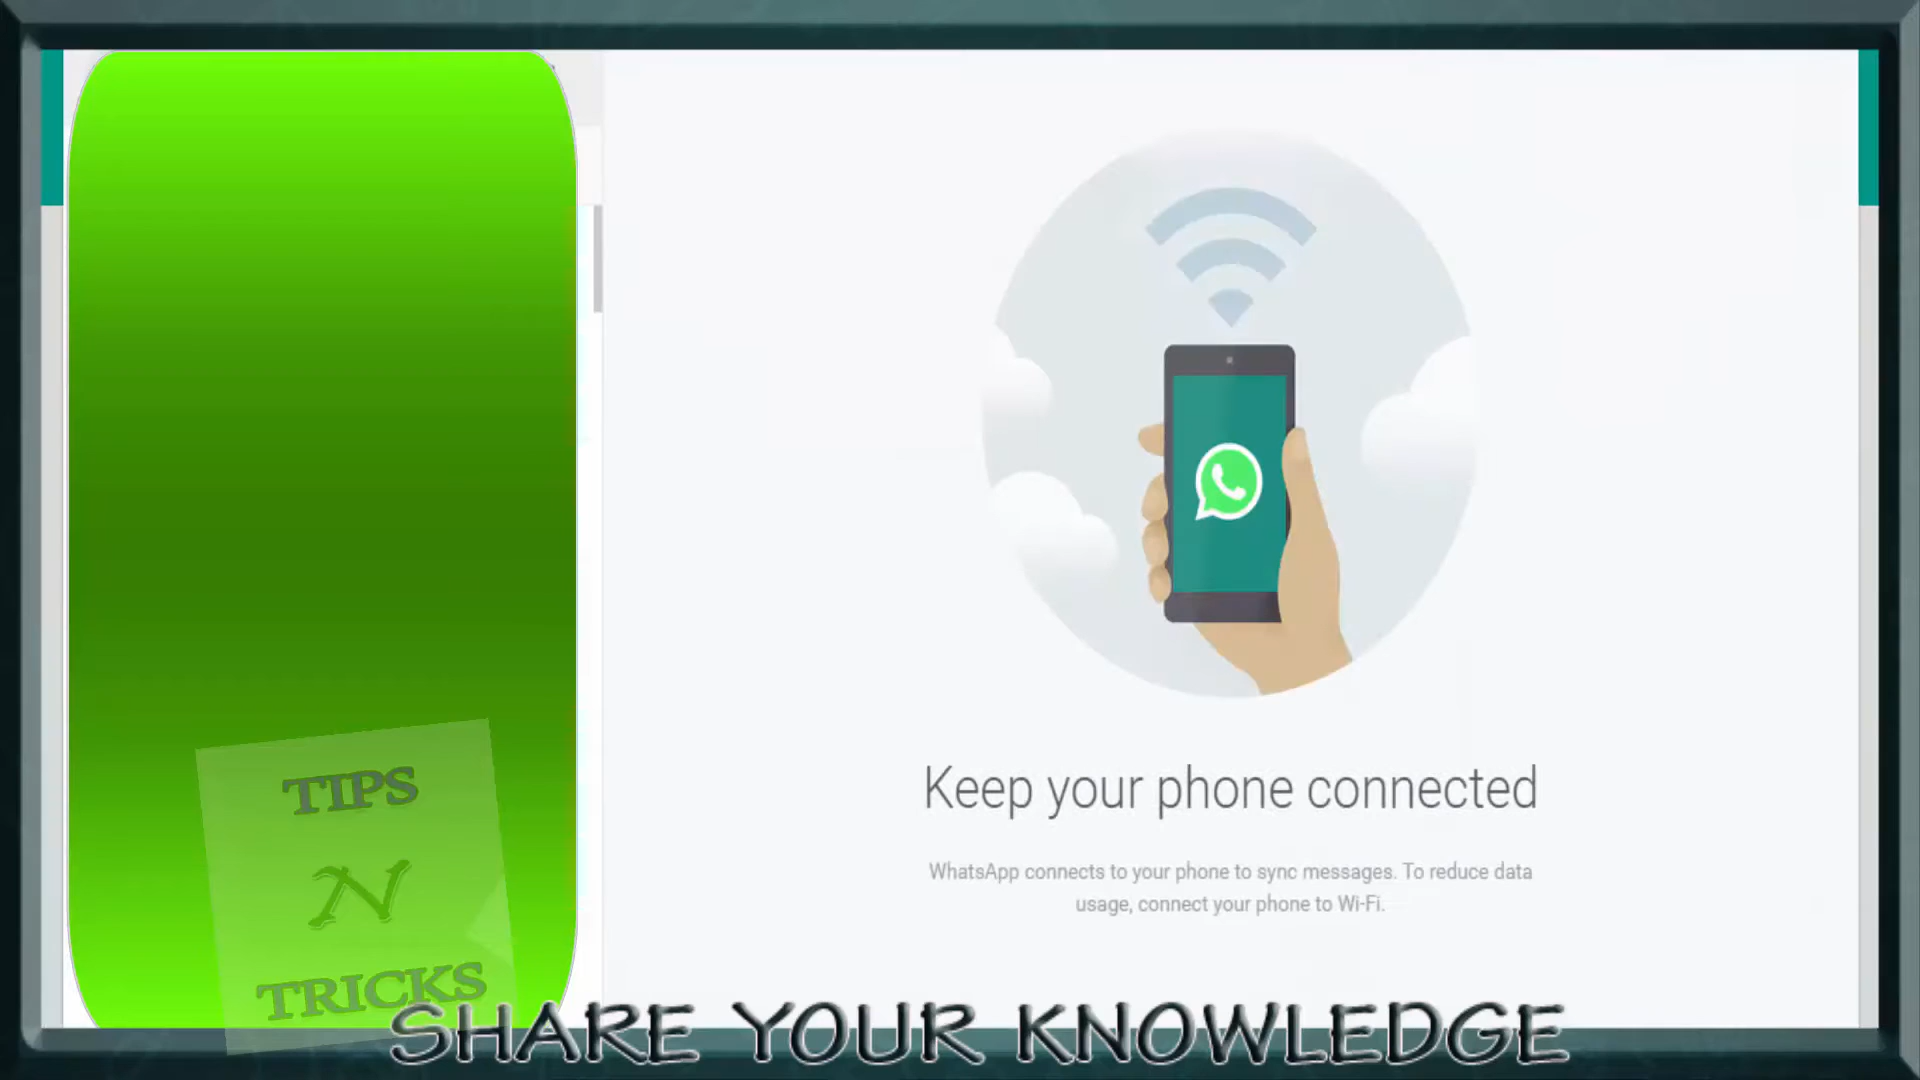 Keep your phone connected
WhatsApp connects to your phone to sync messages. To reduce data
usage, connect your phone to Wi-Fi.
TIPS
N
TRICKS
SHARE YOUR KNOWLEDGE